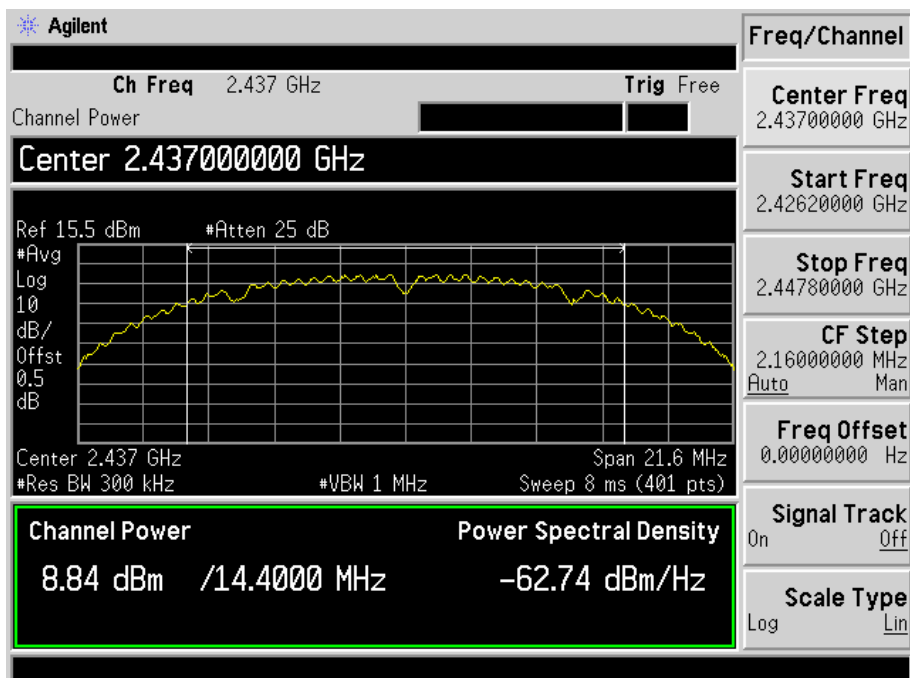 Agilent
Freq/Channel
Ch Freq 2.437 GHz Trig Free
Channel Power
Center 2.437000000 GHz
Ref 15.5 dBm #Atten 25 dB
#Avg
Log
10
dB/
Offst
0.5
dB
Center 2.437 GHz Span 21.6 MHz
#Res BW 300 kHz #VBW 1 MHz Sweep 8 ms (401 pts)
Channel Power Power Spectral Density
8.84 dBm /14.4000 MHz -62.74 dBm/Hz
Center Freq
2.43700000 GHz
Start Freq
2.42620000 GHz
Stop Freq
2.44780000 GHz
CF Step
2.16000000 MHz
Auto Man
Freq Offset
0.00000000 Hz
Signal Track
On Off
Scale Type
Log Lin